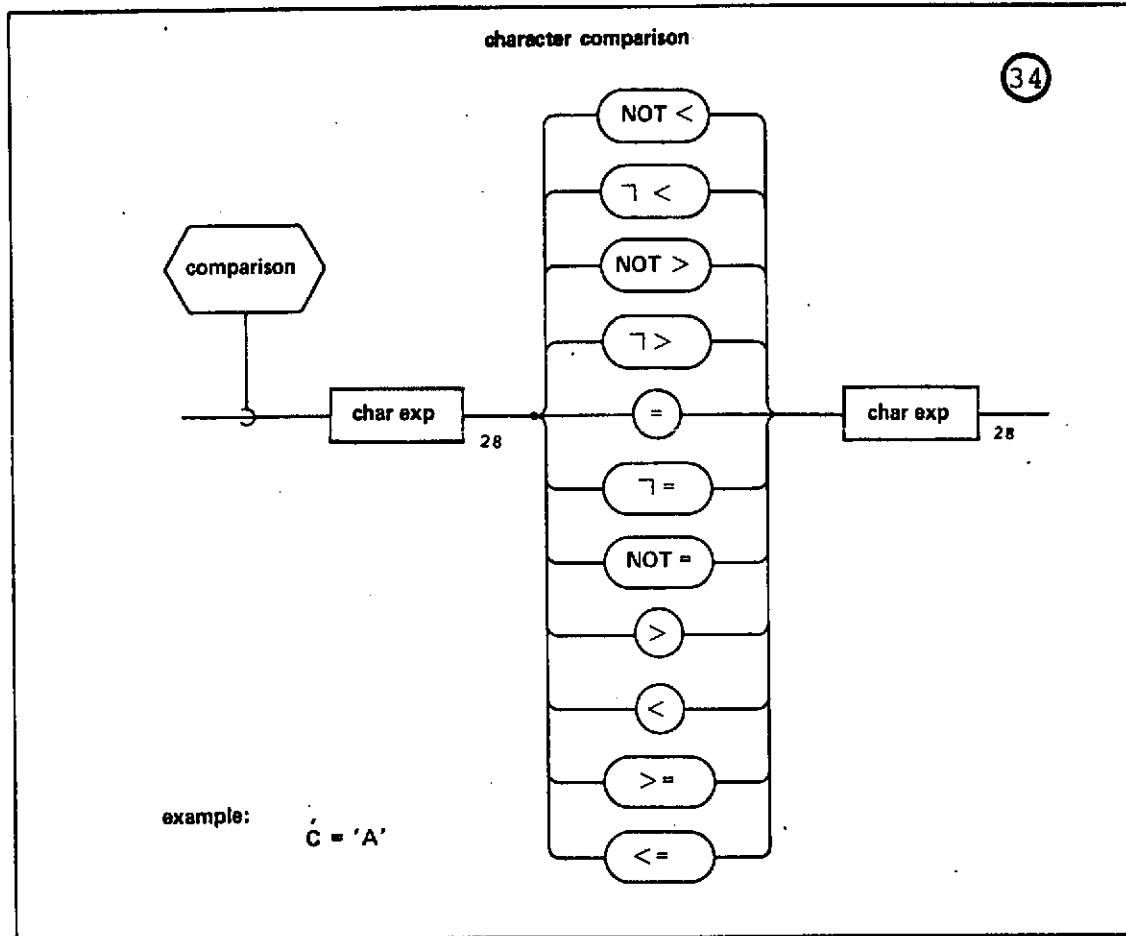 character comparison
34
NOT <
¬ <
NOT >
¬ >
comparison
char exp
28
=
char exp
28
¬ =
NOT =
>
<
> =
< =
example:
Ć = 'A'